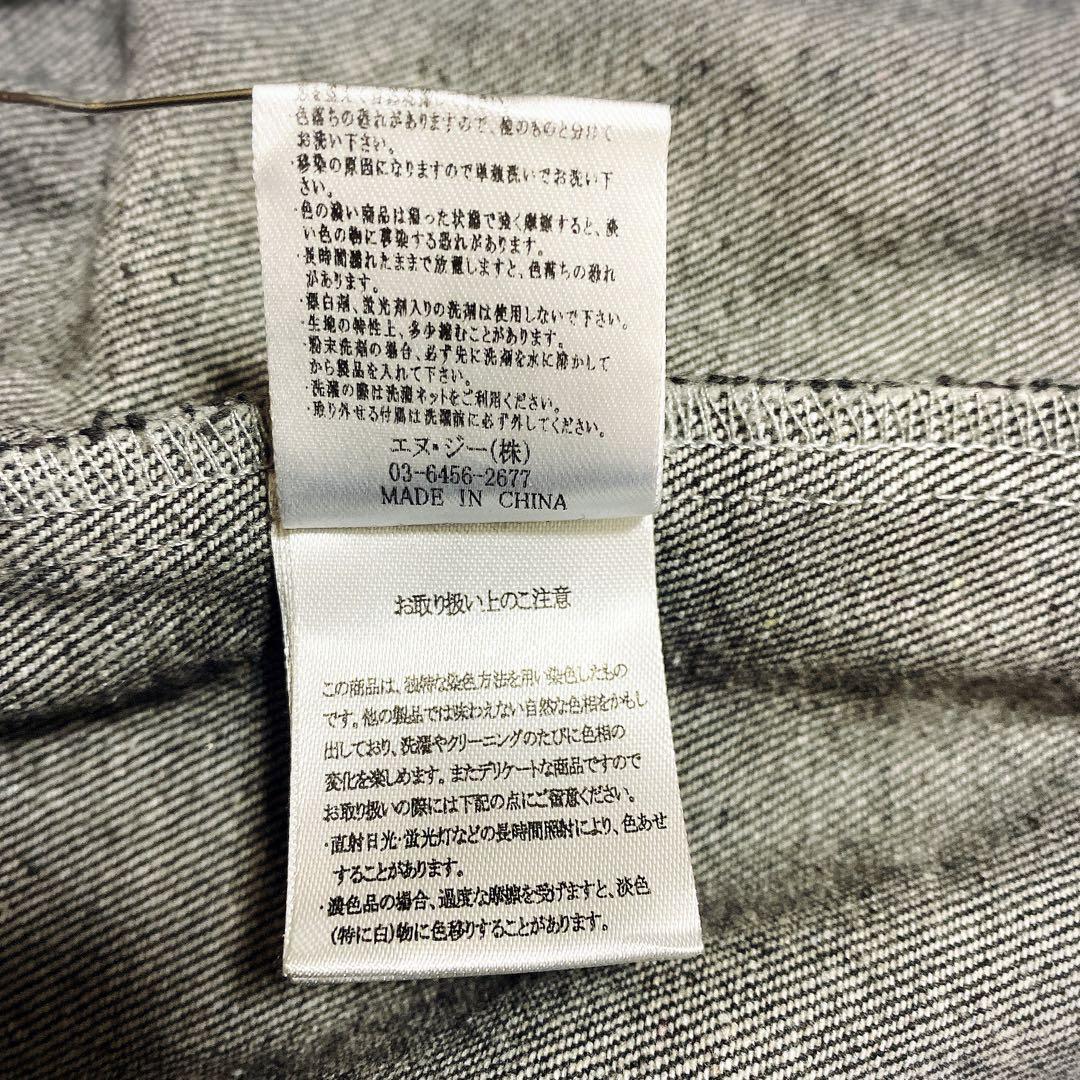 色落ちの恐れがありますので、他のものと分けて
お洗い下さい。
・移染の原因になりますので単独洗いでお洗い下
さい。
・色の濃い商品は湿った状態で強く摩擦すると、淡
い色の物に移染する恐れがあります。
・長時間濡れたままで放置しますと、色落ちの恐れ
があります。
・漂白剤、蛍光剤入りの洗剤は使用しないで下さい。
・生地の特性上、多少縮むことがあります。
・粉末洗剤の場合、必ず先に洗剤を水に溶かして
から製品を入れて下さい。
・洗濯の際は洗濯ネットをご利用ください。
・取り外せる付属は洗濯前に必ず外してください。
エヌ・ジー(株)
03-6456-2677
MADE IN CHINA
お取り扱い上のご注意
この商品は、独特な染色方法を用い染色したもの
です。他の製品では味わえない自然な色相をかもし
出しており、洗濯やクリーニングのたびに色相の
変化を楽しめます。またデリケートな商品ですので
お取り扱いの際には下記の点にご留意ください。
・直射日光・蛍光灯などの長時間照射により、色あせ
することがあります。
・濃色品の場合、過度な摩擦を受けますと、淡色
(特に白)物に色移りすることがあります。